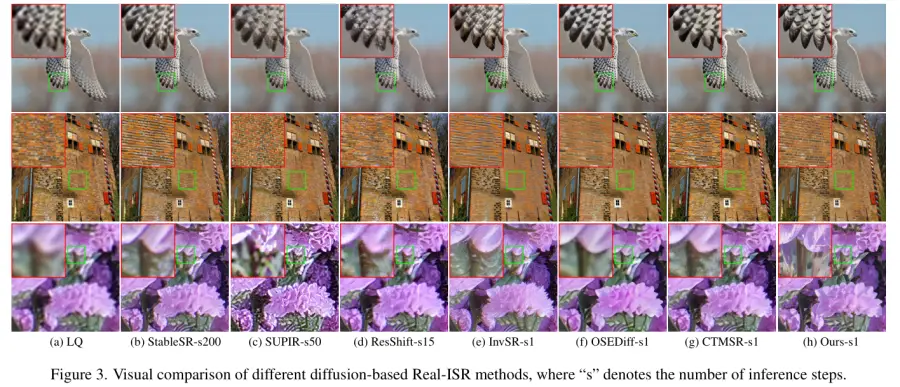 (a) LQ (b) StableSR-s200 (c) SUPIR-s50 (d) ResShift-s15 (e) InvSR-s1 (f) OSEDiff-s1 (g) CTMSR-s1 (h) Ours-s1
Figure 3. Visual comparison of different diffusion-based Real-ISR methods, where “s” denotes the number of inference steps.